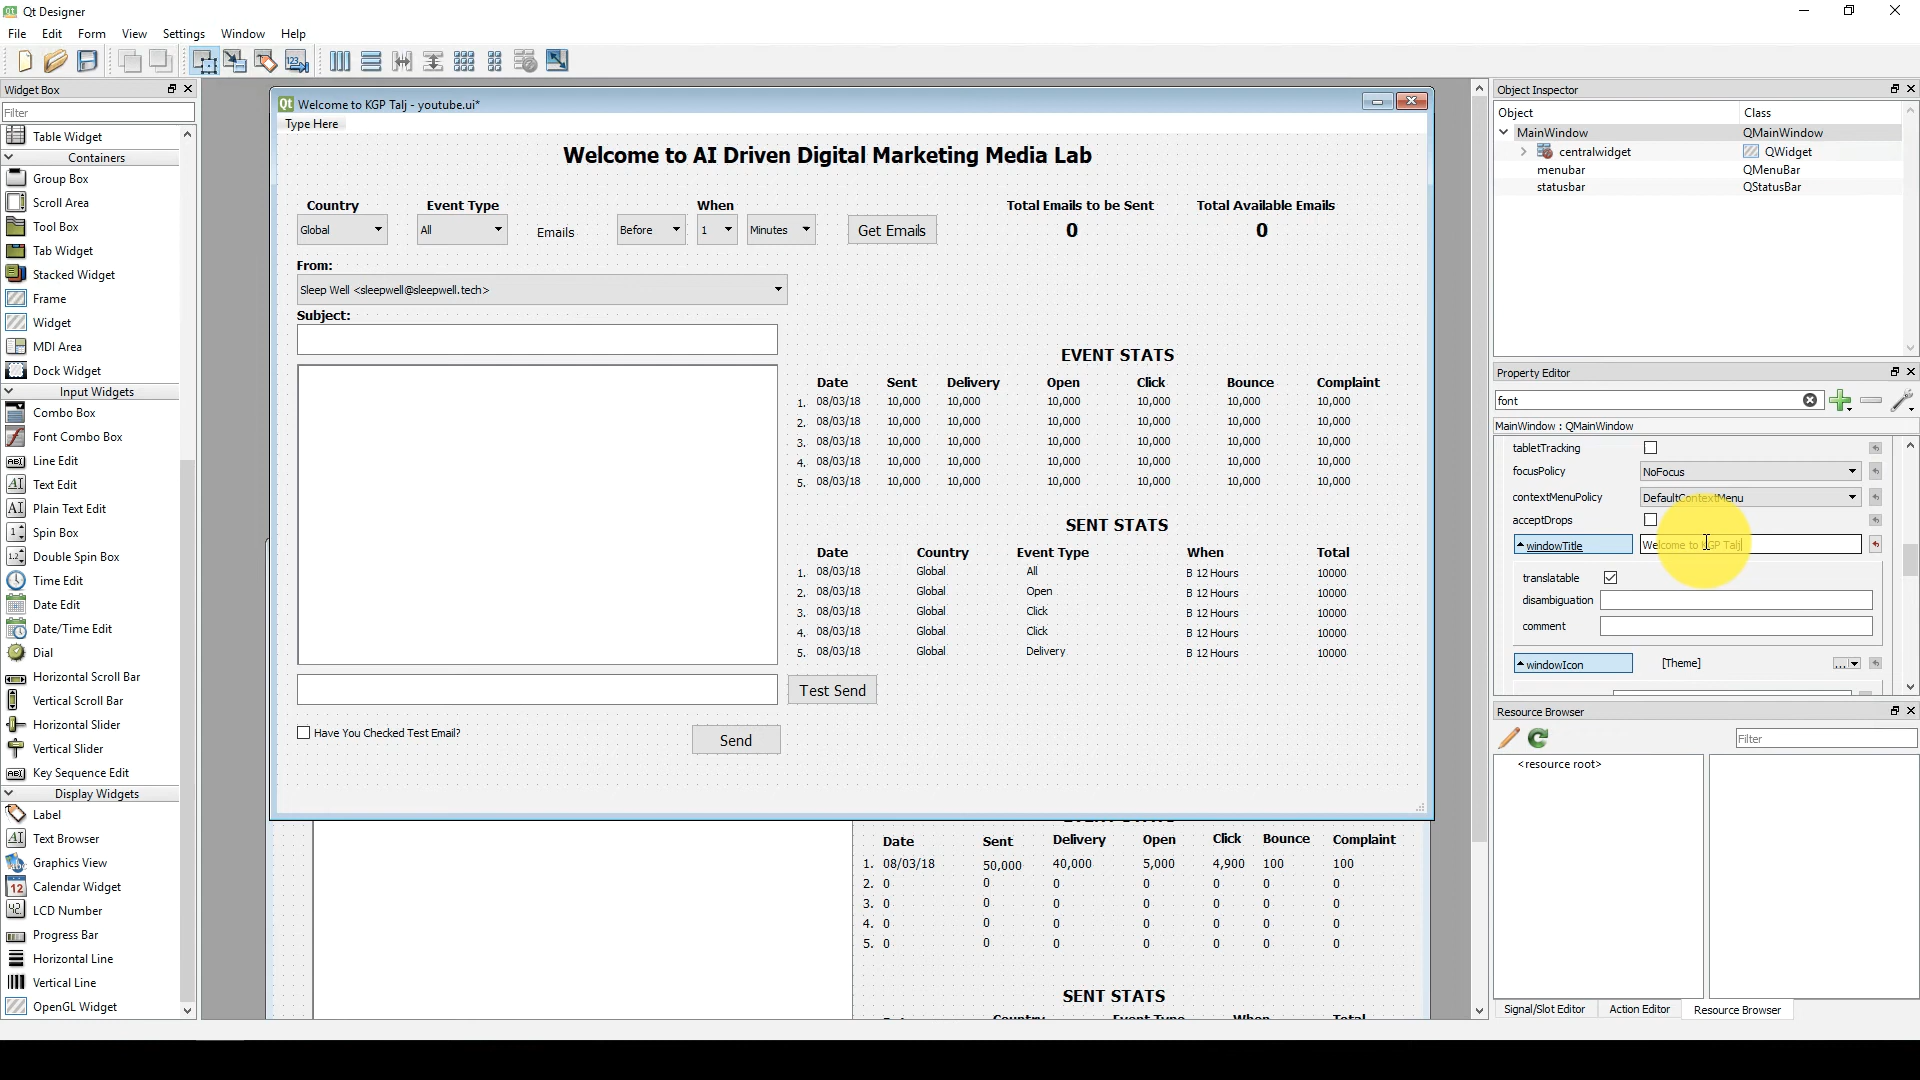 Qt Designer
File Edit Form View Settings Window Help
Widget Box
Filter
Table Widget
Containers
Group Box
Scroll Area
Tool Box
Tab Widget
Stacked Widget
Frame
Widget
MDI Area
Dock Widget
Input Widgets
Combo Box
Font Combo Box
Line Edit
Text Edit
Plain Text Edit
Spin Box
Double Spin Box
Time Edit
Date Edit
Date/Time Edit
Dial
Horizontal Scroll Bar
Vertical Scroll Bar
Horizontal Slider
Vertical Slider
Key Sequence Edit
Display Widgets
Label
Text Browser
Graphics View
Calendar Widget
LCD Number
Progress Bar
Horizontal Line
Vertical Line
OpenGL Widget
Welcome to KGP Talj - youtube.ui*
Type Here
Welcome to AI Driven Digital Marketing Media Lab
Country Event Type When Total Emails to be Sent Total Available Emails
Global All Emails Before 1 Minutes Get Emails 0 0
From:
Sleep Well <sleepwell@sleepwell.tech>
Subject:
EVENT STATS
Date Sent Delivery Open Click Bounce Complaint
1. 08/03/18 10,000 10,000 10,000 10,000 10,000 10,000
2. 08/03/18 10,000 10,000 10,000 10,000 10,000 10,000
3. 08/03/18 10,000 10,000 10,000 10,000 10,000 10,000
4. 08/03/18 10,000 10,000 10,000 10,000 10,000 10,000
5. 08/03/18 10,000 10,000 10,000 10,000 10,000 10,000
SENT STATS
Date Country Event Type When Total
1. 08/03/18 Global All B 12 Hours 10000
2. 08/03/18 Global Open B 12 Hours 10000
3. 08/03/18 Global Click B 12 Hours 10000
4. 08/03/18 Global Click B 12 Hours 10000
5. 08/03/18 Global Delivery B 12 Hours 10000
Test Send
Have You Checked Test Email?
Send
EVENT STATS
Date Sent Delivery Open Click Bounce Complaint
1. 08/03/18 50,000 40,000 5,000 4,900 100 100
2. 0 0 0 0 0 0 0
3. 0 0 0 0 0 0 0
4. 0 0 0 0 0 0 0
5. 0 0 0 0 0 0 0
SENT STATS
Country Event Type When Total
Object Inspector
Object Class
MainWindow QMainWindow
centralwidget QWidget
menubar QMenuBar
statusbar QStatusBar
Property Editor
font
MainWindow : QMainWindow
tabletTracking
focusPolicy NoFocus
contextMenuPolicy DefaultContextMenu
acceptDrops
windowTitle Welcome to KGP Talj
translatable
disambiguation
comment
windowIcon [Theme] ...
Resource Browser
Filter
<resource root>
Signal/Slot Editor Action Editor Resource Browser